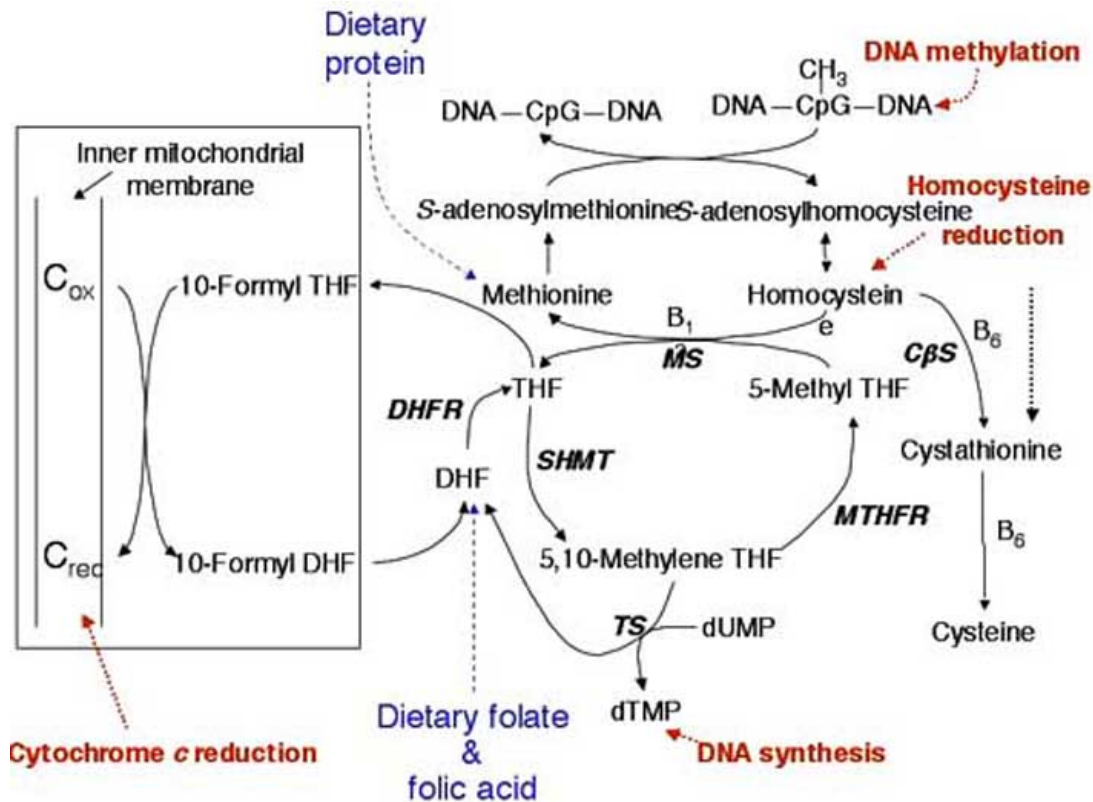 Dietary
protein
DNA methylation
CH3
DNA – CpG – DNA
DNA – CpG – DNA
Inner mitochondrial
membrane
S-adenosylmethionine
S-adenosylhomocysteine
Homocysteine
reduction
Cox
10-Formyl THF
Methionine
Homocystein
e
B1
2
MS
CβS
B6
DHFR
THF
5-Methyl THF
SHMT
DHF
Cystathionine
MTHFR
B6
Cred
10-Formyl DHF
5,10-Methylene THF
TS
dUMP
Cysteine
dTMP
Dietary folate
&
folic acid
Cytochrome c reduction
DNA synthesis